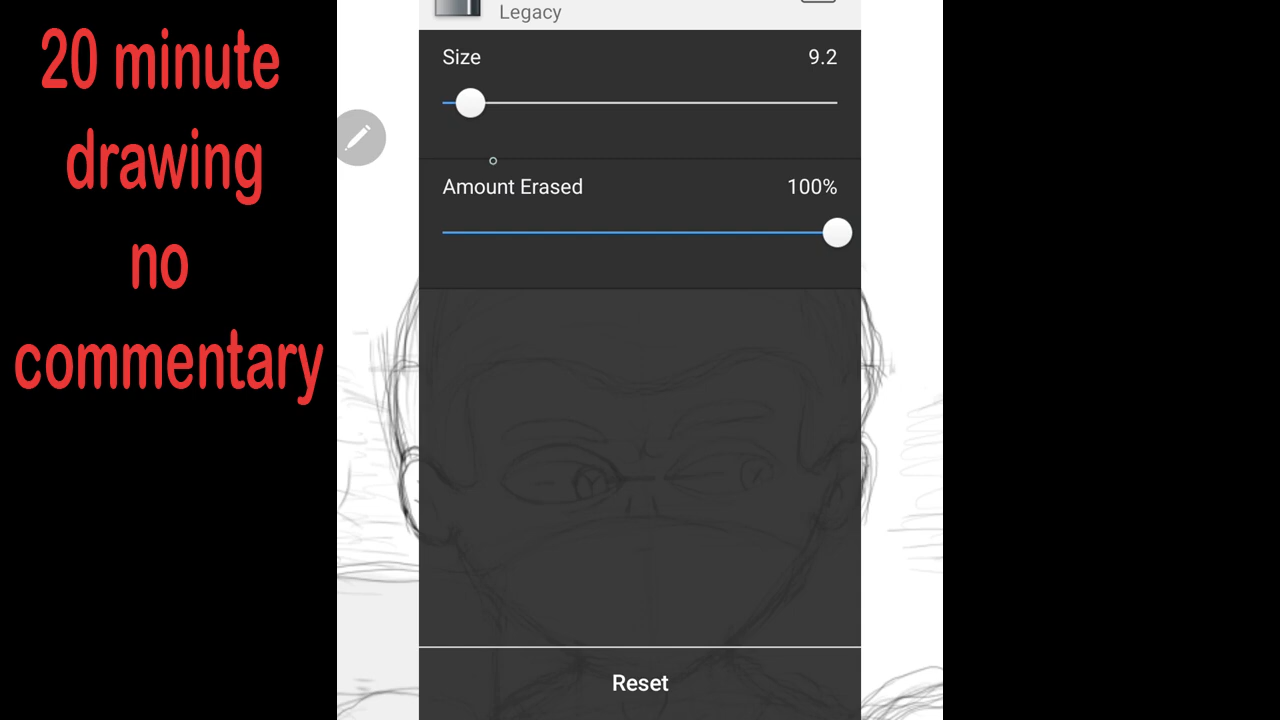 20 minute
drawing
no
commentary
Legacy
Size 9.2
Amount Erased 100%
Reset